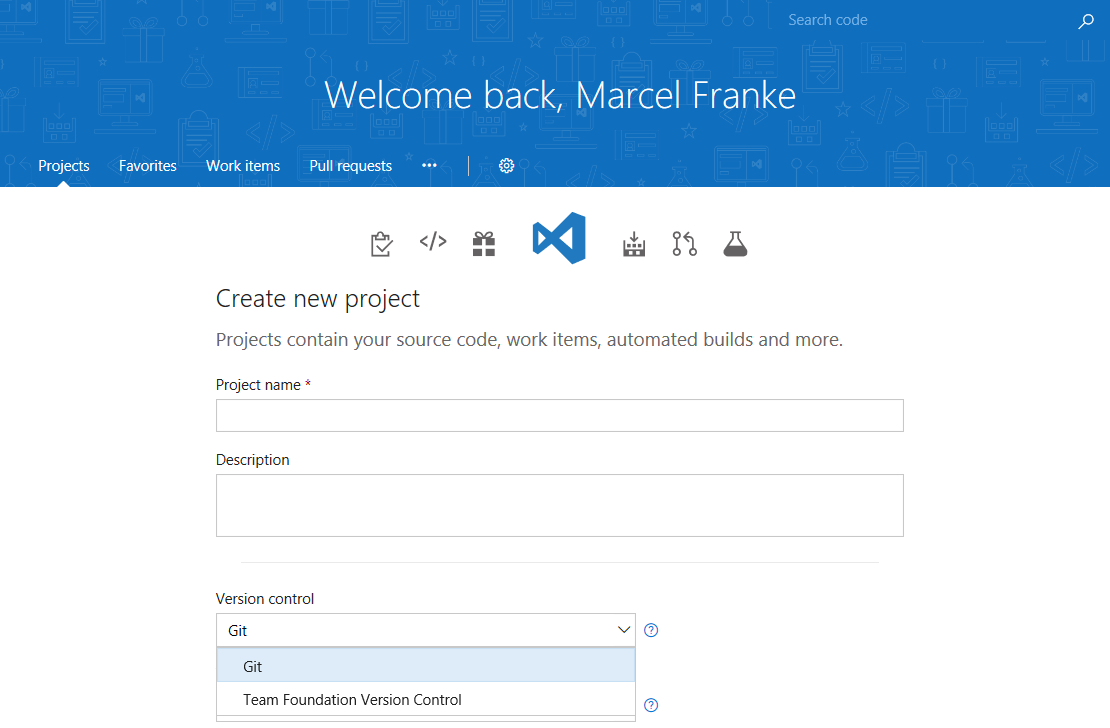 Search code
Welcome back, Marcel Franke
Projects Favorites Work items Pull requests ...
Create new project
Projects contain your source code, work items, automated builds and more.
Project name *
Description
Version control
Git
Git
Team Foundation Version Control